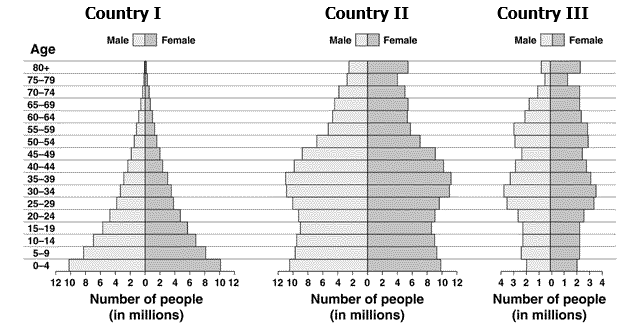 Country I Country II Country III
Male Female Male Female Male Female
Age
80+
75–79
70–74
65–69
60–64
55–59
50–54
45–49
40–44
35–39
30–34
25–29
20–24
15–19
10–14
5–9
0–4
12 10 8 6 4 2 0 2 4 6 8 10 12 12 10 8 6 4 2 0 2 4 6 8 10 12 4 3 2 1 0 1 2 3 4
Number of people Number of people Number of people
(in millions) (in millions) (in millions)